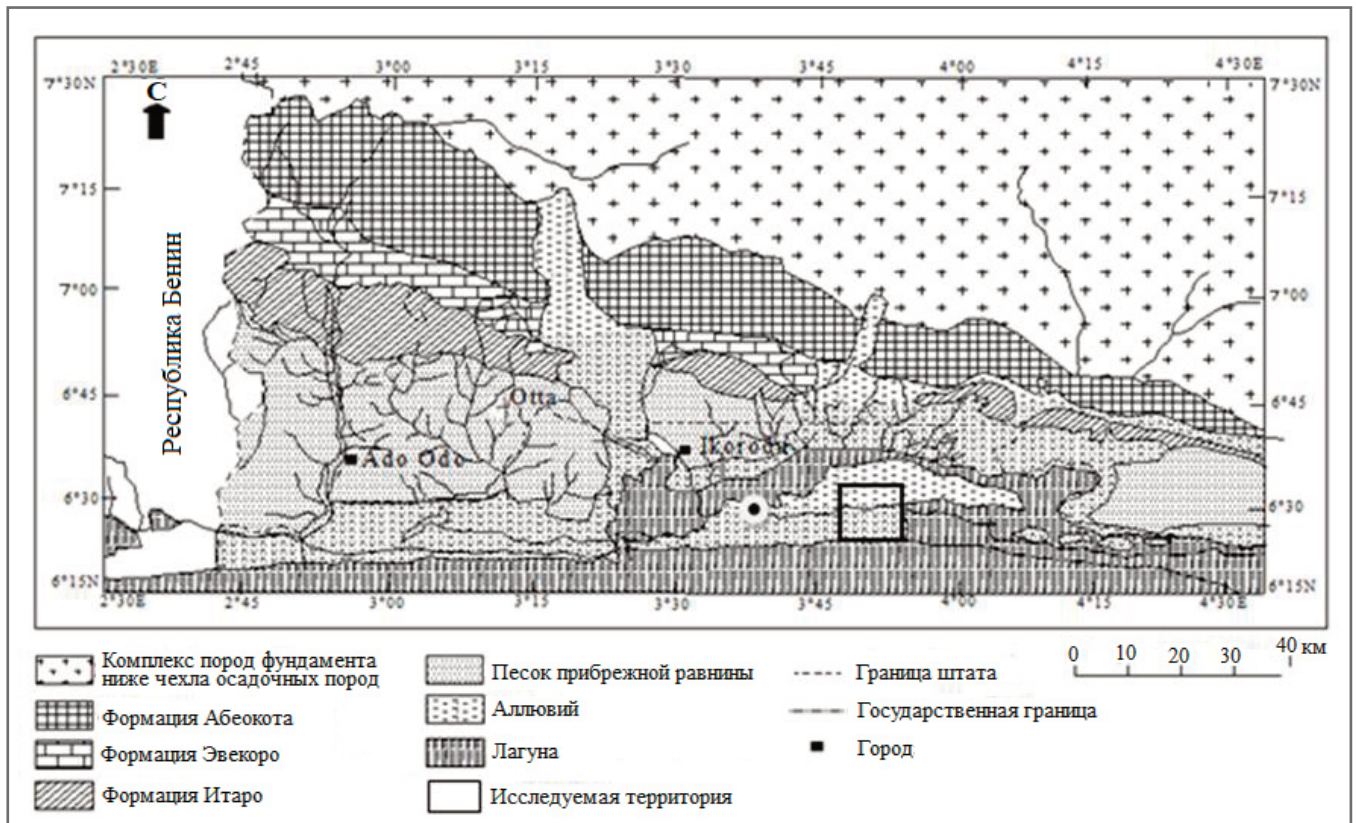 2°30E 2°45 3°00 3°15 3°30 3°45 4°00 4°15 4°30E
7°30N 7°30N
С
7°15 7°15
Республика Бенин
7°00 7°00
6°45 6°45
Otta
Ikorodu
Ado Odo
6°30 6°30
6°15N 6°15N
2°30E 2°45 3°00 3°15 3°30 3°45 4°00 4°15 4°30E
Комплекс пород фундамента
ниже чехла осадочных пород
Формация Абеокота
Формация Эвекоро
Формация Итаро
Песок прибрежной равнины
Аллювий
Лагуна
Исследуемая территория
Граница штата
Государственная граница
Город
0 10 20 30 40 км